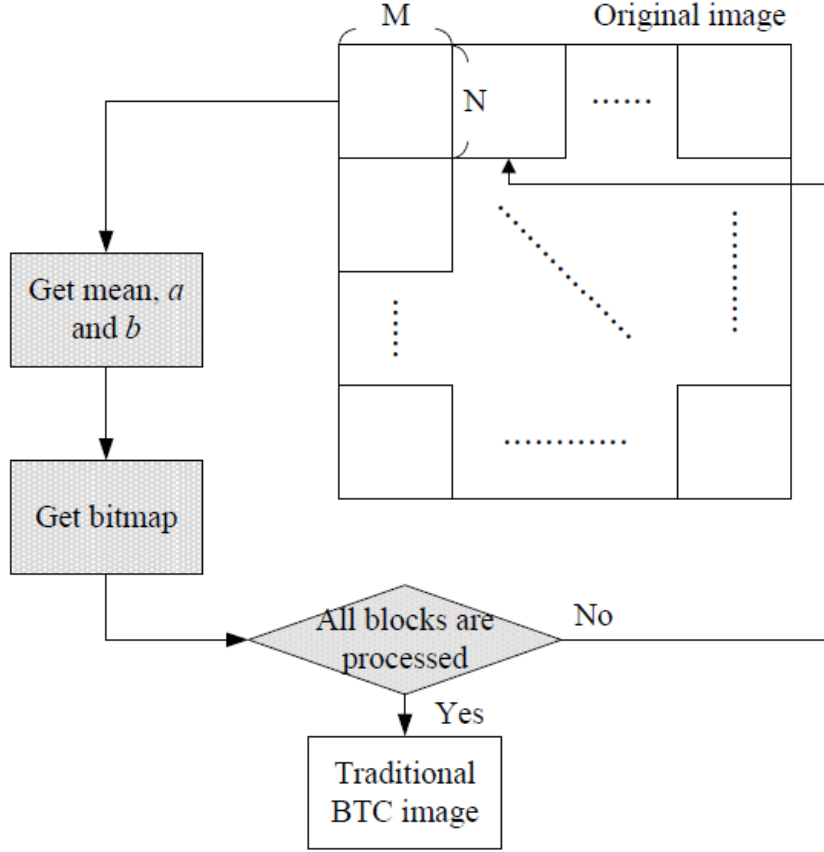 M
Original image
N
Get mean, a
and b
Get bitmap
All blocks are
processed
No
Yes
Traditional
BTC image